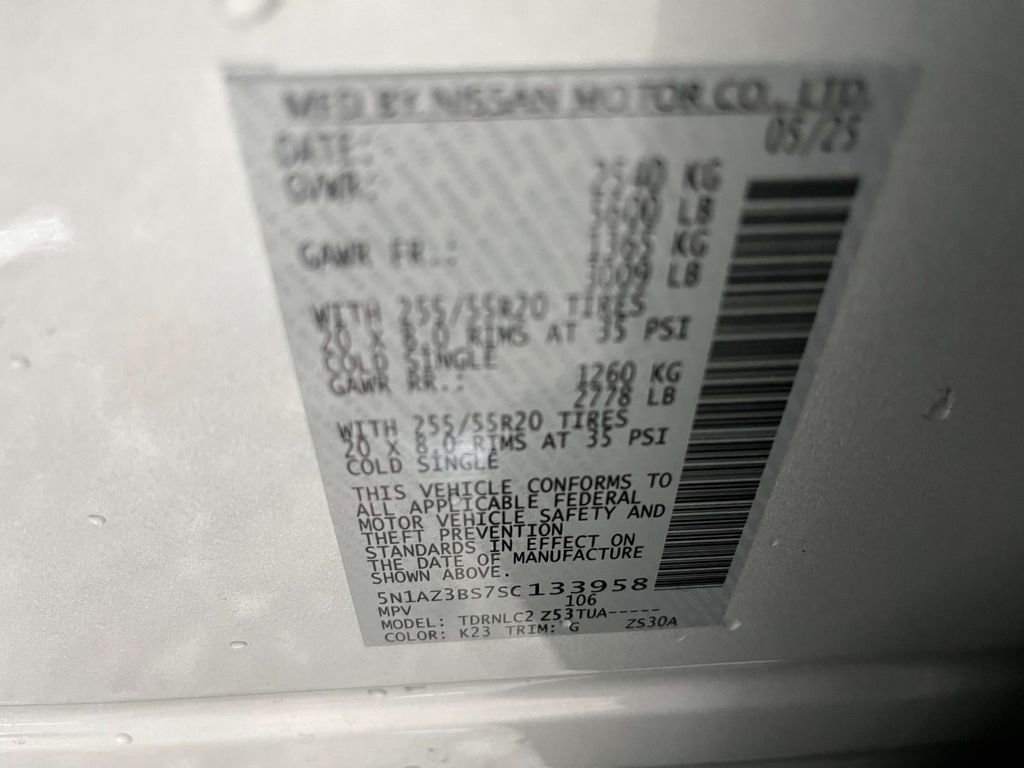 MFD BY NISSAN MOTOR CO., LTD.
DATE: 05/25
GVWR: 2540 KG
5600 LB
GAWR FR.: 1365 KG
3009 LB
WITH 255/55R20 TIRES
20 X 8.0 RIMS AT 35 PSI
COLD SINGLE
GAWR RR.: 1260 KG
2778 LB
WITH 255/55R20 TIRES
20 X 8.0 RIMS AT 35 PSI
COLD SINGLE
THIS VEHICLE CONFORMS TO
ALL APPLICABLE FEDERAL
MOTOR VEHICLE SAFETY AND
THEFT PREVENTION
STANDARDS IN EFFECT ON
THE DATE OF MANUFACTURE
SHOWN ABOVE.
5N1AZ3BS7SC133958
MPV 106
MODEL: TDRNLC2 Z53TUA-----
COLOR: K23 TRIM: G ZS30A